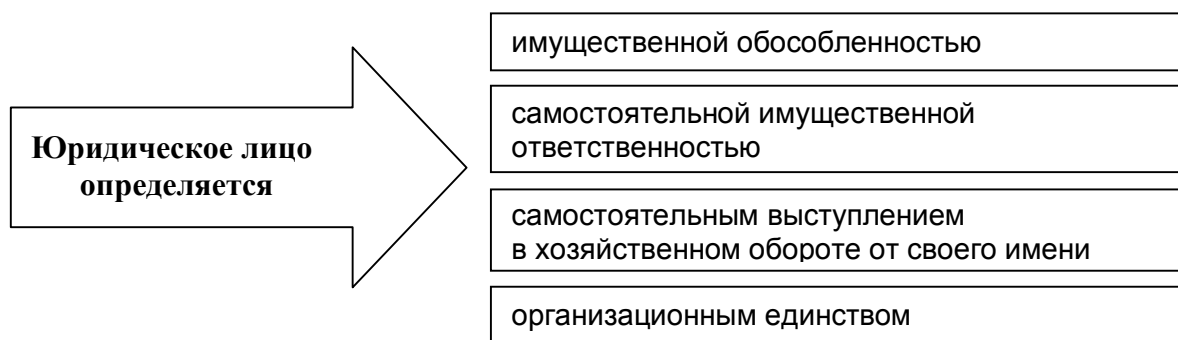 Юридическое лицо
определяется
имущественной обособленностью
самостоятельной имущественной
ответственностью
самостоятельным выступлением
в хозяйственном обороте от своего имени
организационным единством